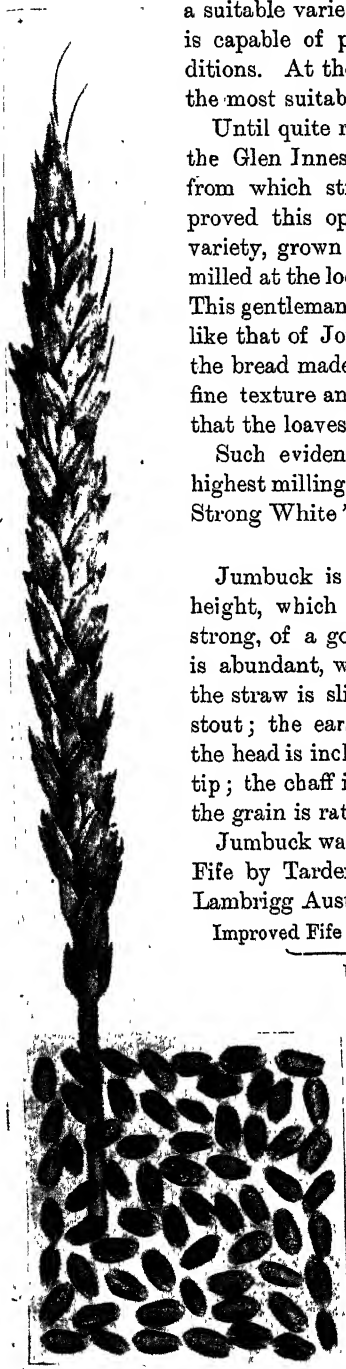 a suitable varie
is capable of p
ditions. At the
the most suitab
Until quite r
the Glen Innes
from which st
proved this op
variety, grown
milled at the loc
This gentleman
like that of Jo
the bread made
fine texture an
that the loaves
Such eviden
highest milling
Strong White
Jumbuck is
height, which
strong, of a go
is abundant, w
the straw is sli
stout; the ear
the head is incl
tip; the chaff i
the grain is rat
Jumbuck wa
Fife by Tarde
Lambrigg Aus
Improved Fife